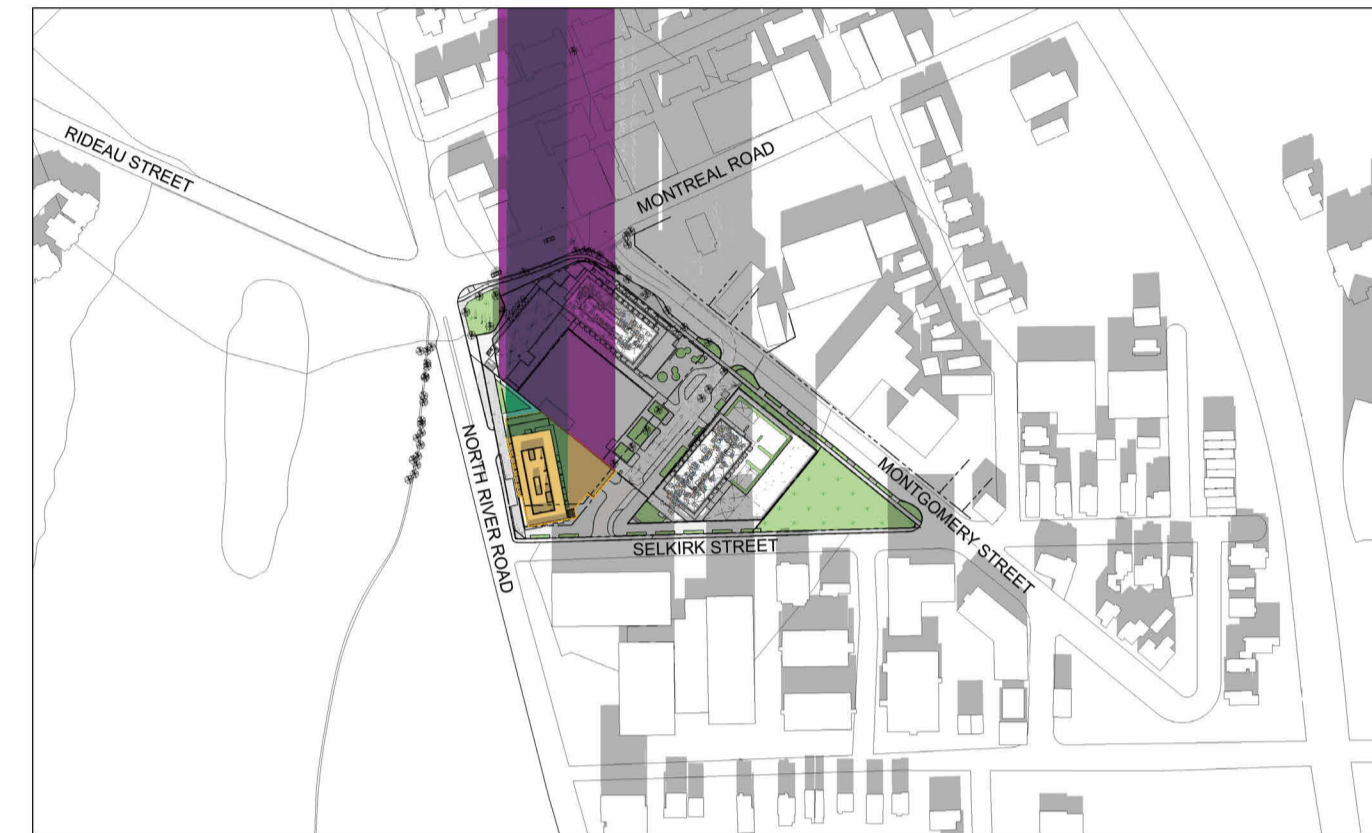 RIDEAU STREET
MONTREAL ROAD
NORTH RIVER ROAD
MONTGOMERY STREET
SELKIRK STREET